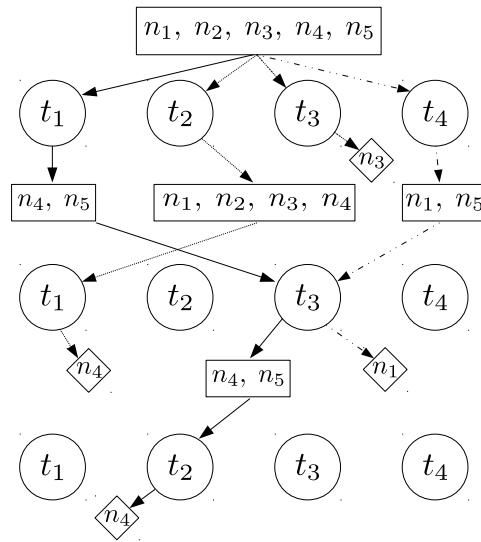 n₁, n₂, n₃, n₄, n₅
t₁ t₂ t₃ t₄
n₃
n₄, n₅ n₁, n₂, n₃, n₄ n₁, n₅
t₁ t₂ t₃ t₄
n₄ n₄, n₅ n₁
t₁ t₂ t₃ t₄
n₄